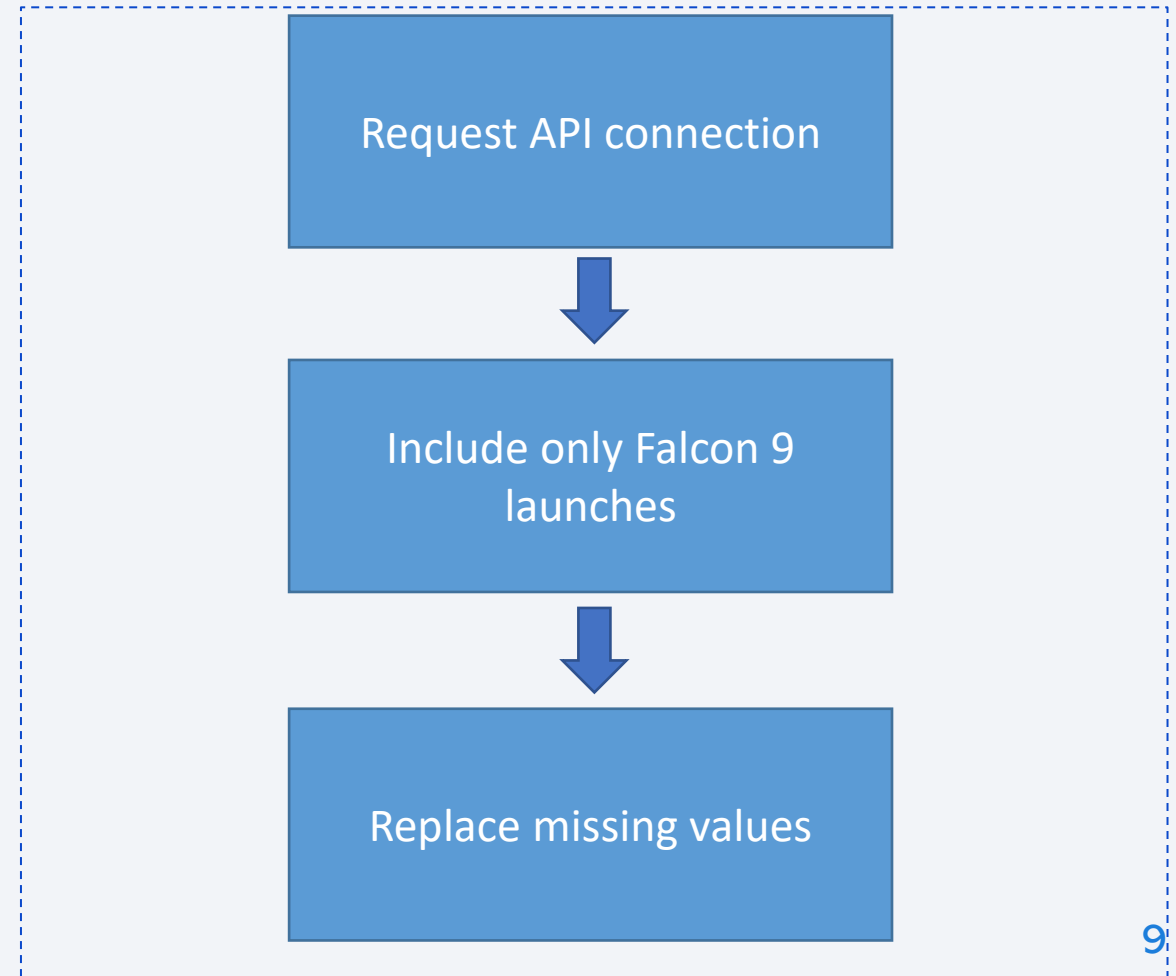 Request API connection
Include only Falcon 9
launches
Replace missing values
9